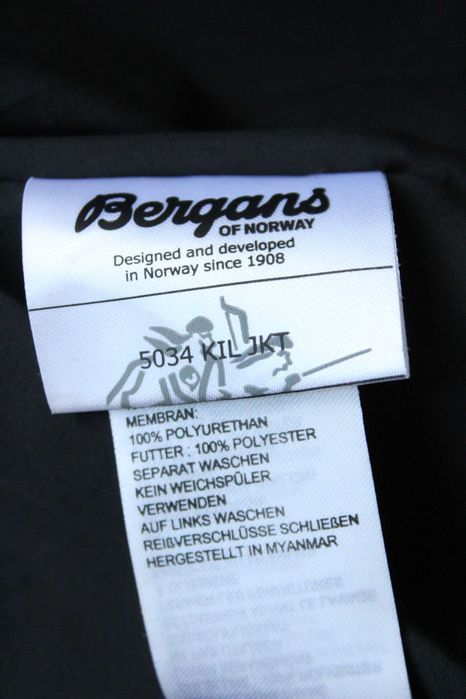 Bergans
OF NORWAY
Designed and developed
in Norway since 1908
5034 KIL JKT
MEMBRAN:
100% POLYURETHAN
FUTTER : 100% POLYESTER
SEPARAT WASCHEN
KEIN WEICHSPÜLER
VERWENDEN
AUF LINKS WASCHEN
REIẞVERSCHLÜSSE SCHLIEẞEN
HERGESTELLT IN MYANMAR